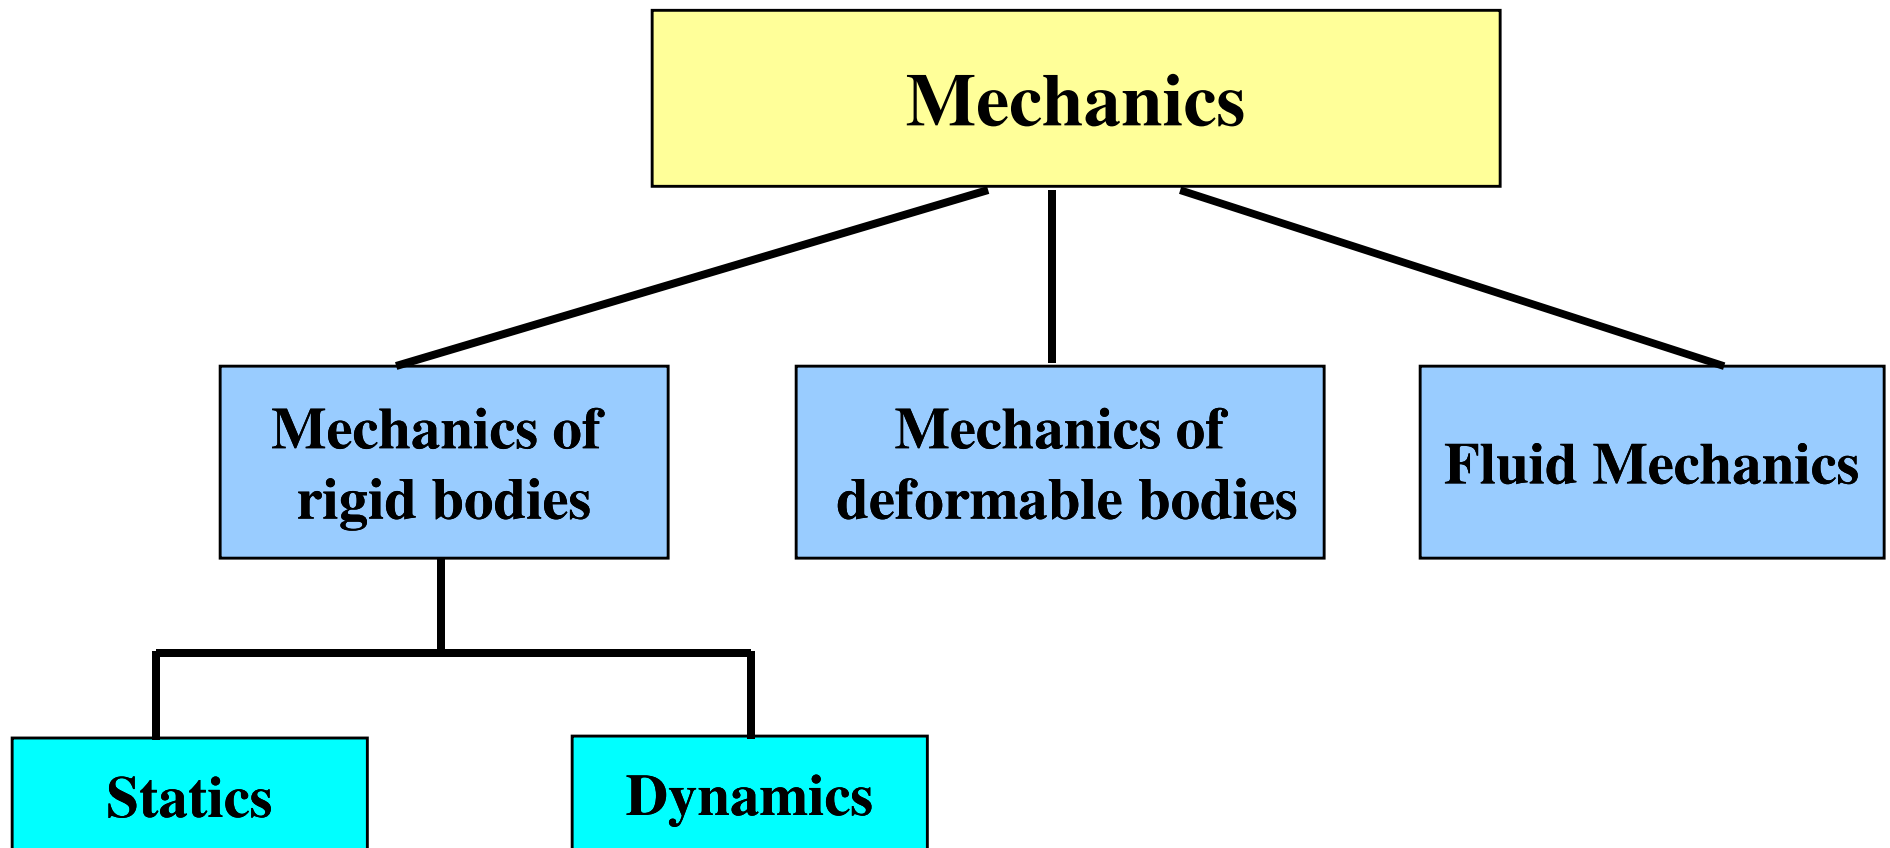 Mechanics
Mechanics of
rigid bodies
Mechanics of
deformable bodies
Fluid Mechanics
Statics
Dynamics